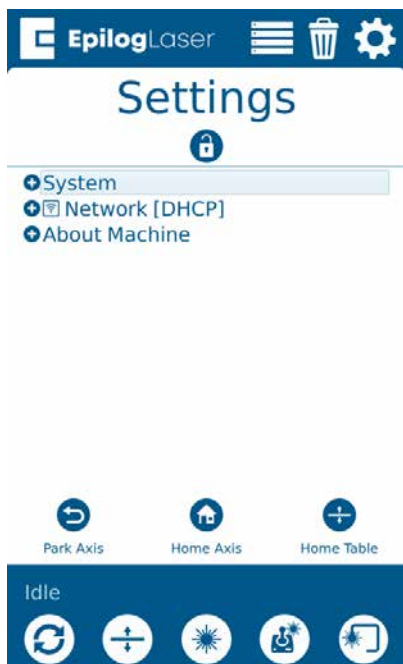 EpilogLaser
Settings
System
Network [DHCP]
About Machine
Park Axis Home Axis Home Table
Idle